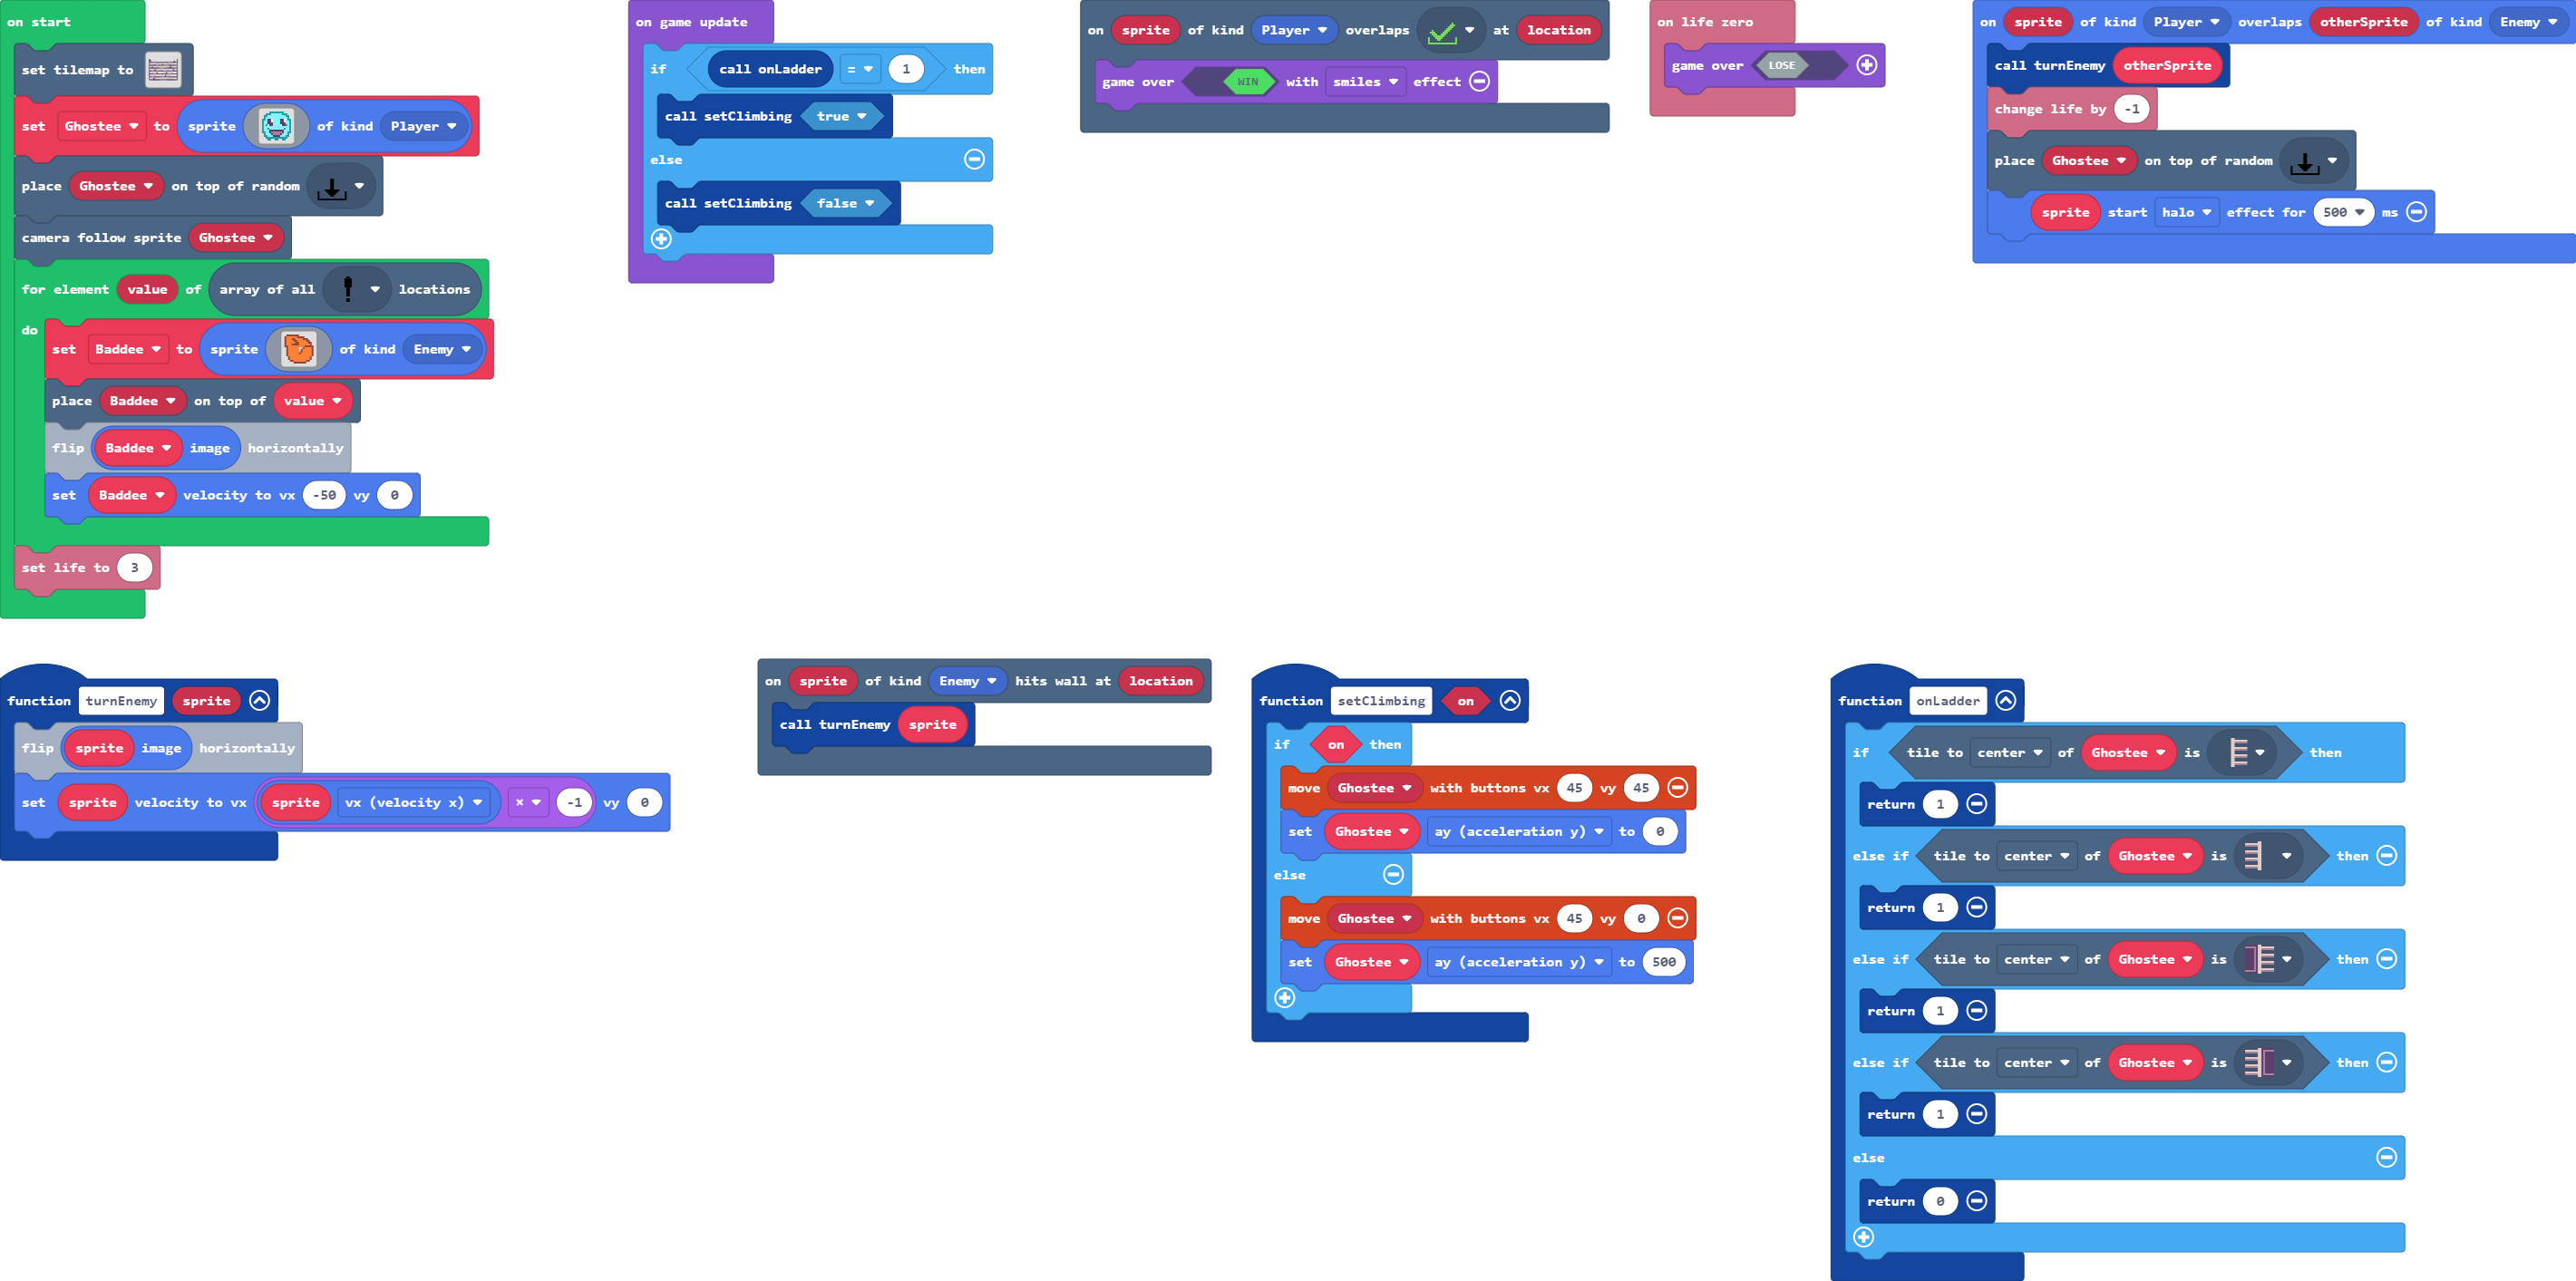 on start
set tilemap to
set Ghostee to sprite of kind Player
place Ghostee on top of random
camera follow sprite Ghostee
for element value of array of all locations
do
set Baddee to sprite of kind Enemy
place Baddee on top of value
flip Baddee image horizontally
set Baddee velocity to vx -50 vy 0
set life to 3
on game update
if call onLadder = 1 then
call setClimbing true
else
call setClimbing false
on sprite of kind Player overlaps at location
game over WIN with smiles effect
on life zero
game over LOSE
on sprite of kind Player overlaps otherSprite of kind Enemy
call turnEnemy otherSprite
change life by -1
place Ghostee on top of random
sprite start halo effect for 500 ms
function turnEnemy sprite
flip sprite image horizontally
set sprite velocity to vx sprite vx (velocity x) × -1 vy 0
on sprite of kind Enemy hits wall at location
call turnEnemy sprite
function setClimbing on
if on then
move Ghostee with buttons vx 45 vy 45
set Ghostee ay (acceleration y) to 0
else
move Ghostee with buttons vx 45 vy 0
set Ghostee ay (acceleration y) to 500
function onLadder
if tile to center of Ghostee is then
return 1
else if tile to center of Ghostee is then
return 1
else if tile to center of Ghostee is then
return 1
else if tile to center of Ghostee is then
return 1
else
return 0